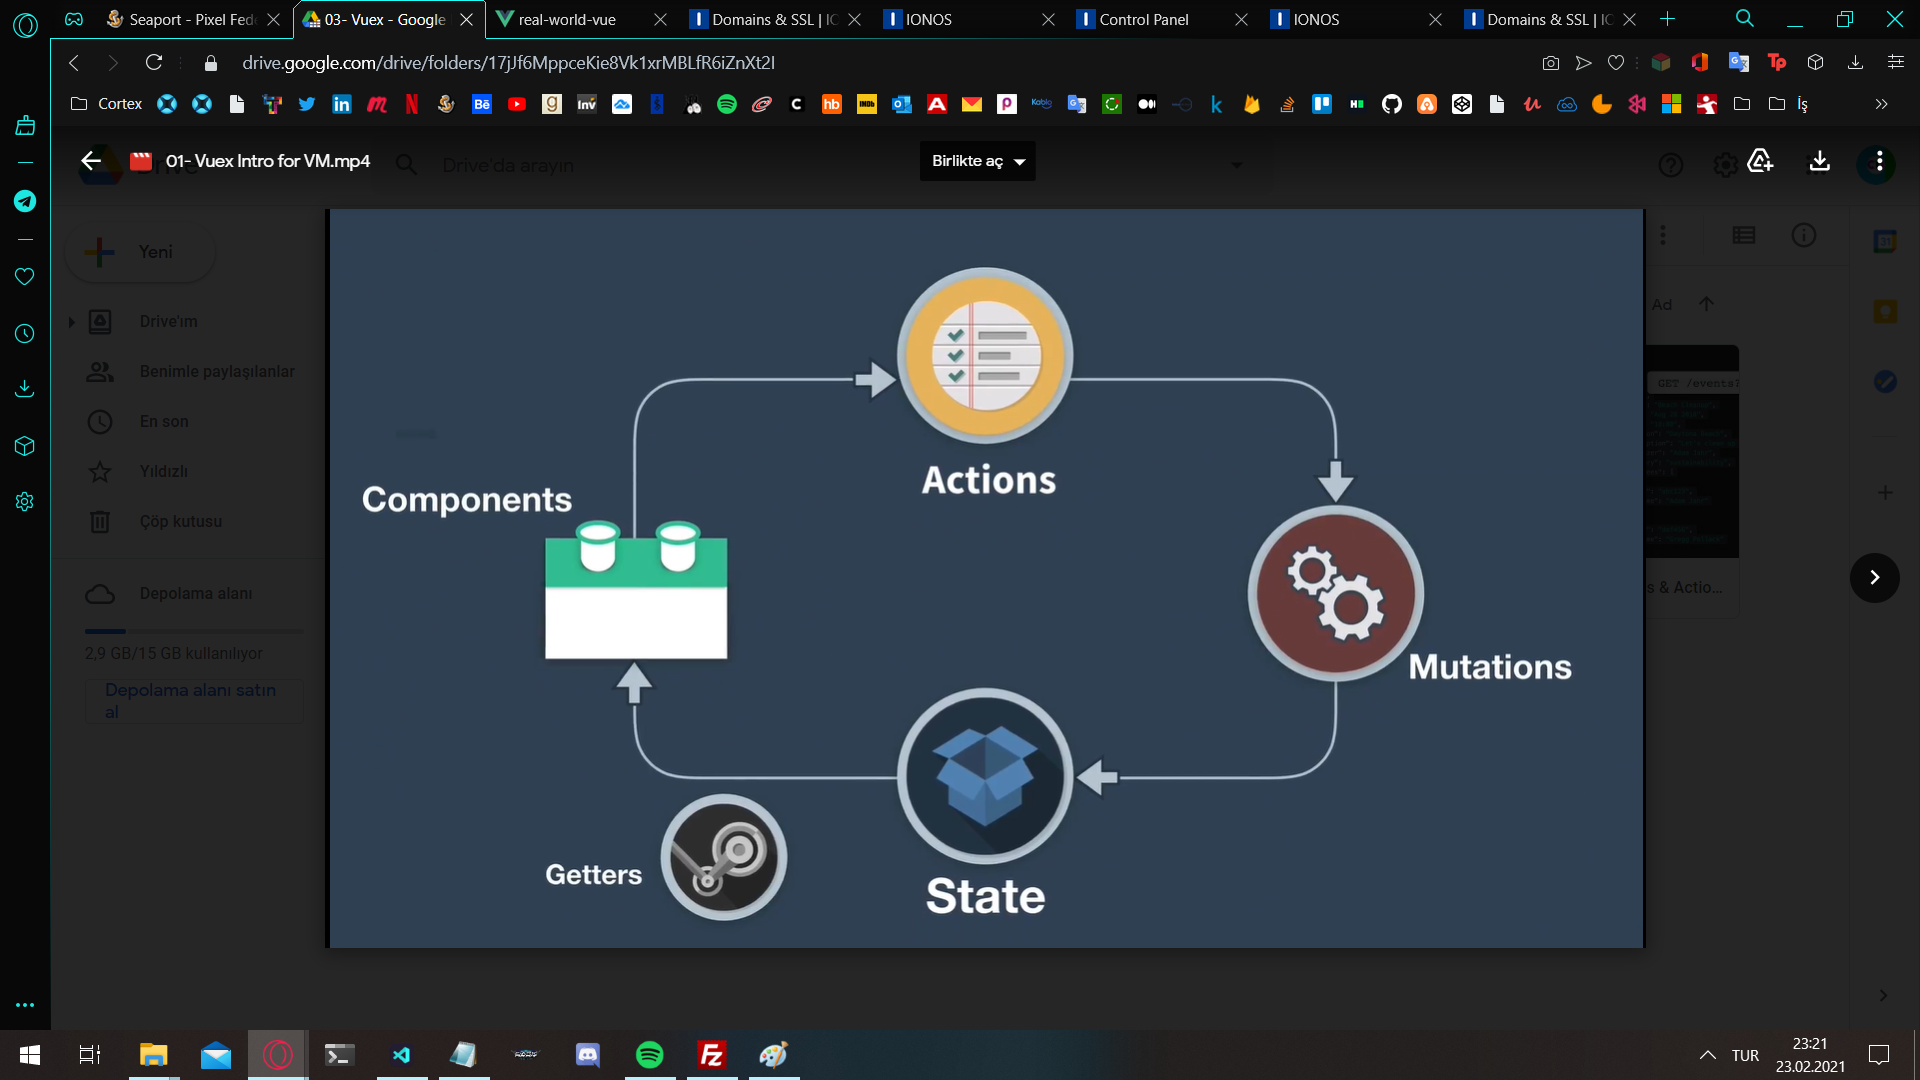 Seaport - Pixel Fede
03- Vuex - Google
real-world-vue
Domains & SSL | IO
IONOS
Control Panel
IONOS
Domains & SSL | IO
drive.google.com/drive/folders/17jJf6MppceKie8Vk1xrMBLfR6iZnXt2I
Cortex
İş
01- Vuex Intro for VM.mp4
Drive'da arayın
Birlikte aç
Yeni
Drive'ım
Benimle paylaşılanlar
En son
Yıldızlı
Çöp kutusu
Depolama alanı
2,9 GB/15 GB kullanılıyor
Depolama alanı satın
al
Ad
GET /events?
s & Actio...
Actions
Components
Mutations
Getters
State
TUR
23:21
23.02.2021